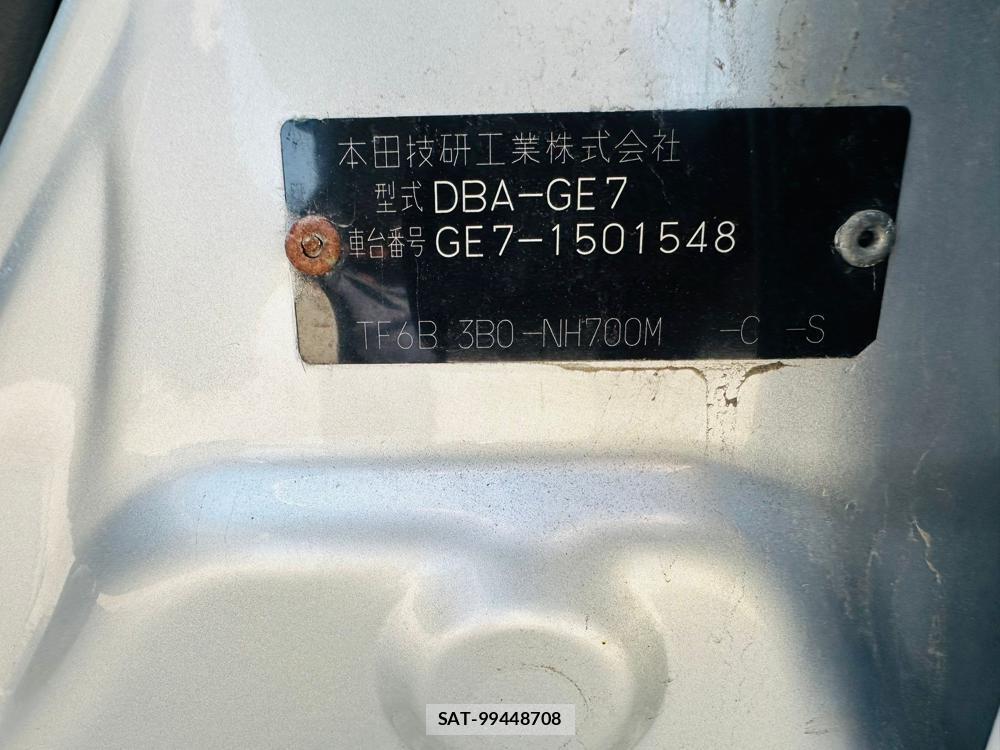 本田技研工業株式会社
型式 DBA-GE7
車台番号 GE7-1501548
TF6B 3B0-NH700M -C -S
SAT-99448708